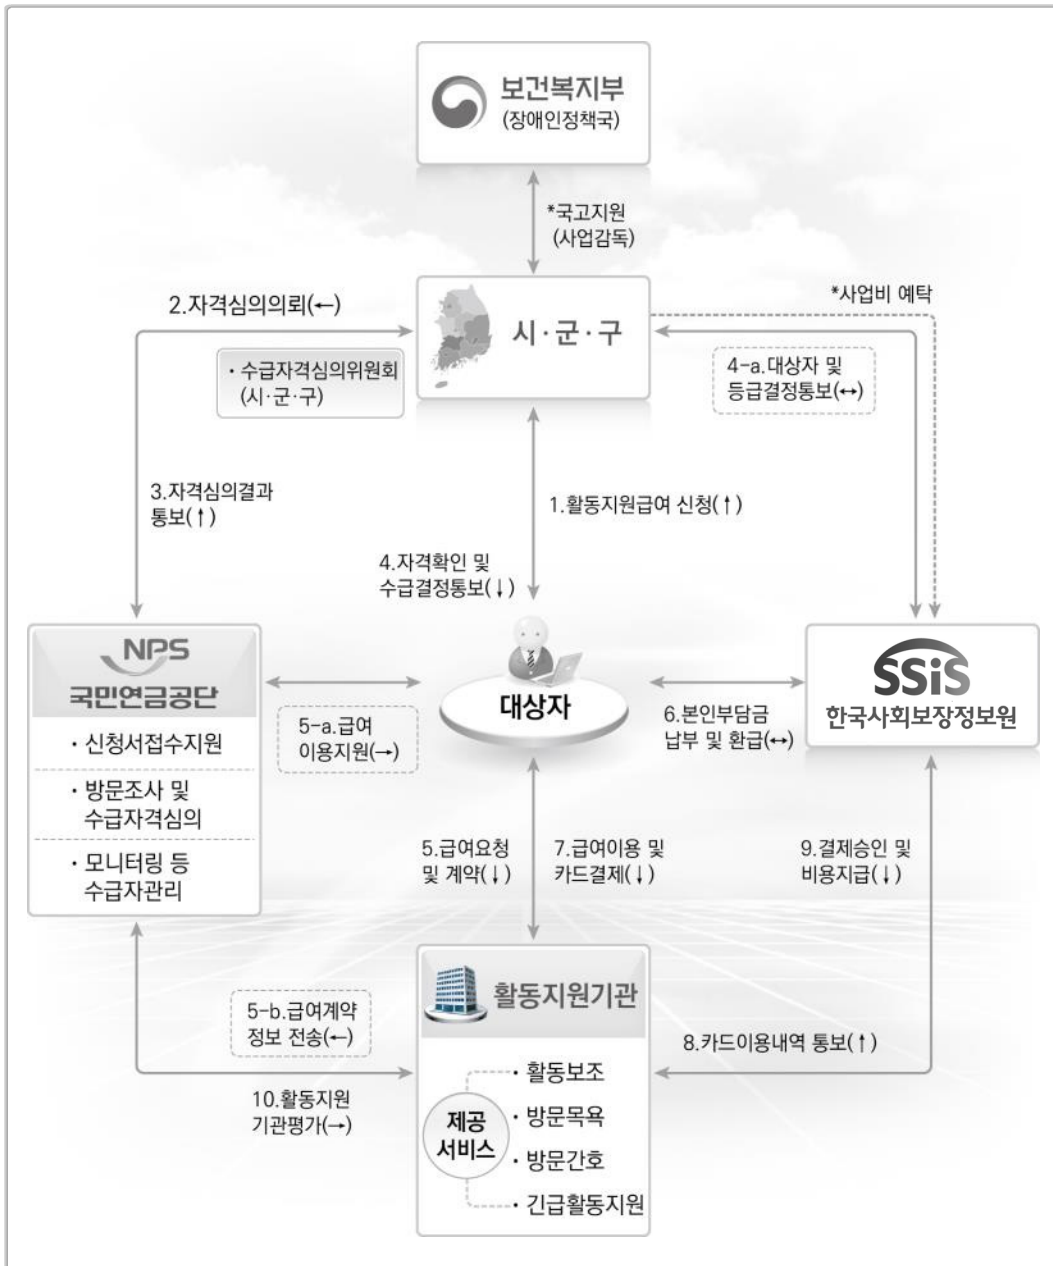 보건복지부
(장애인정책국)
*국고지원
(사업감독)
2.자격심의의뢰(←)
시·군·구
*사업비 예탁
· 수급자격심의위원회
(시·군·구)
4-a.대상자 및
등급결정통보(↔)
3.자격심의결과
통보(↑)
1.활동지원급여 신청(↑)
4.자격확인 및
수급결정통보(↓)
NPS
국민연금공단
· 신청서접수지원
· 방문조사 및
수급자격심의
· 모니터링 등
수급자관리
5-a.급여
이용지원(→)
대상자
6.본인부담금
납부 및 환급(↔)
SSiS
한국사회보장정보원
5.급여요청
및 계약(↓)
7.급여이용 및
카드결제(↓)
9.결제승인 및
비용지급(↓)
5-b.급여계약
정보 전송(←)
10.활동지원
기관평가(→)
활동지원기관
제공
서비스
· 활동보조
· 방문목욕
· 방문간호
· 긴급활동지원
8.카드이용내역 통보(↑)